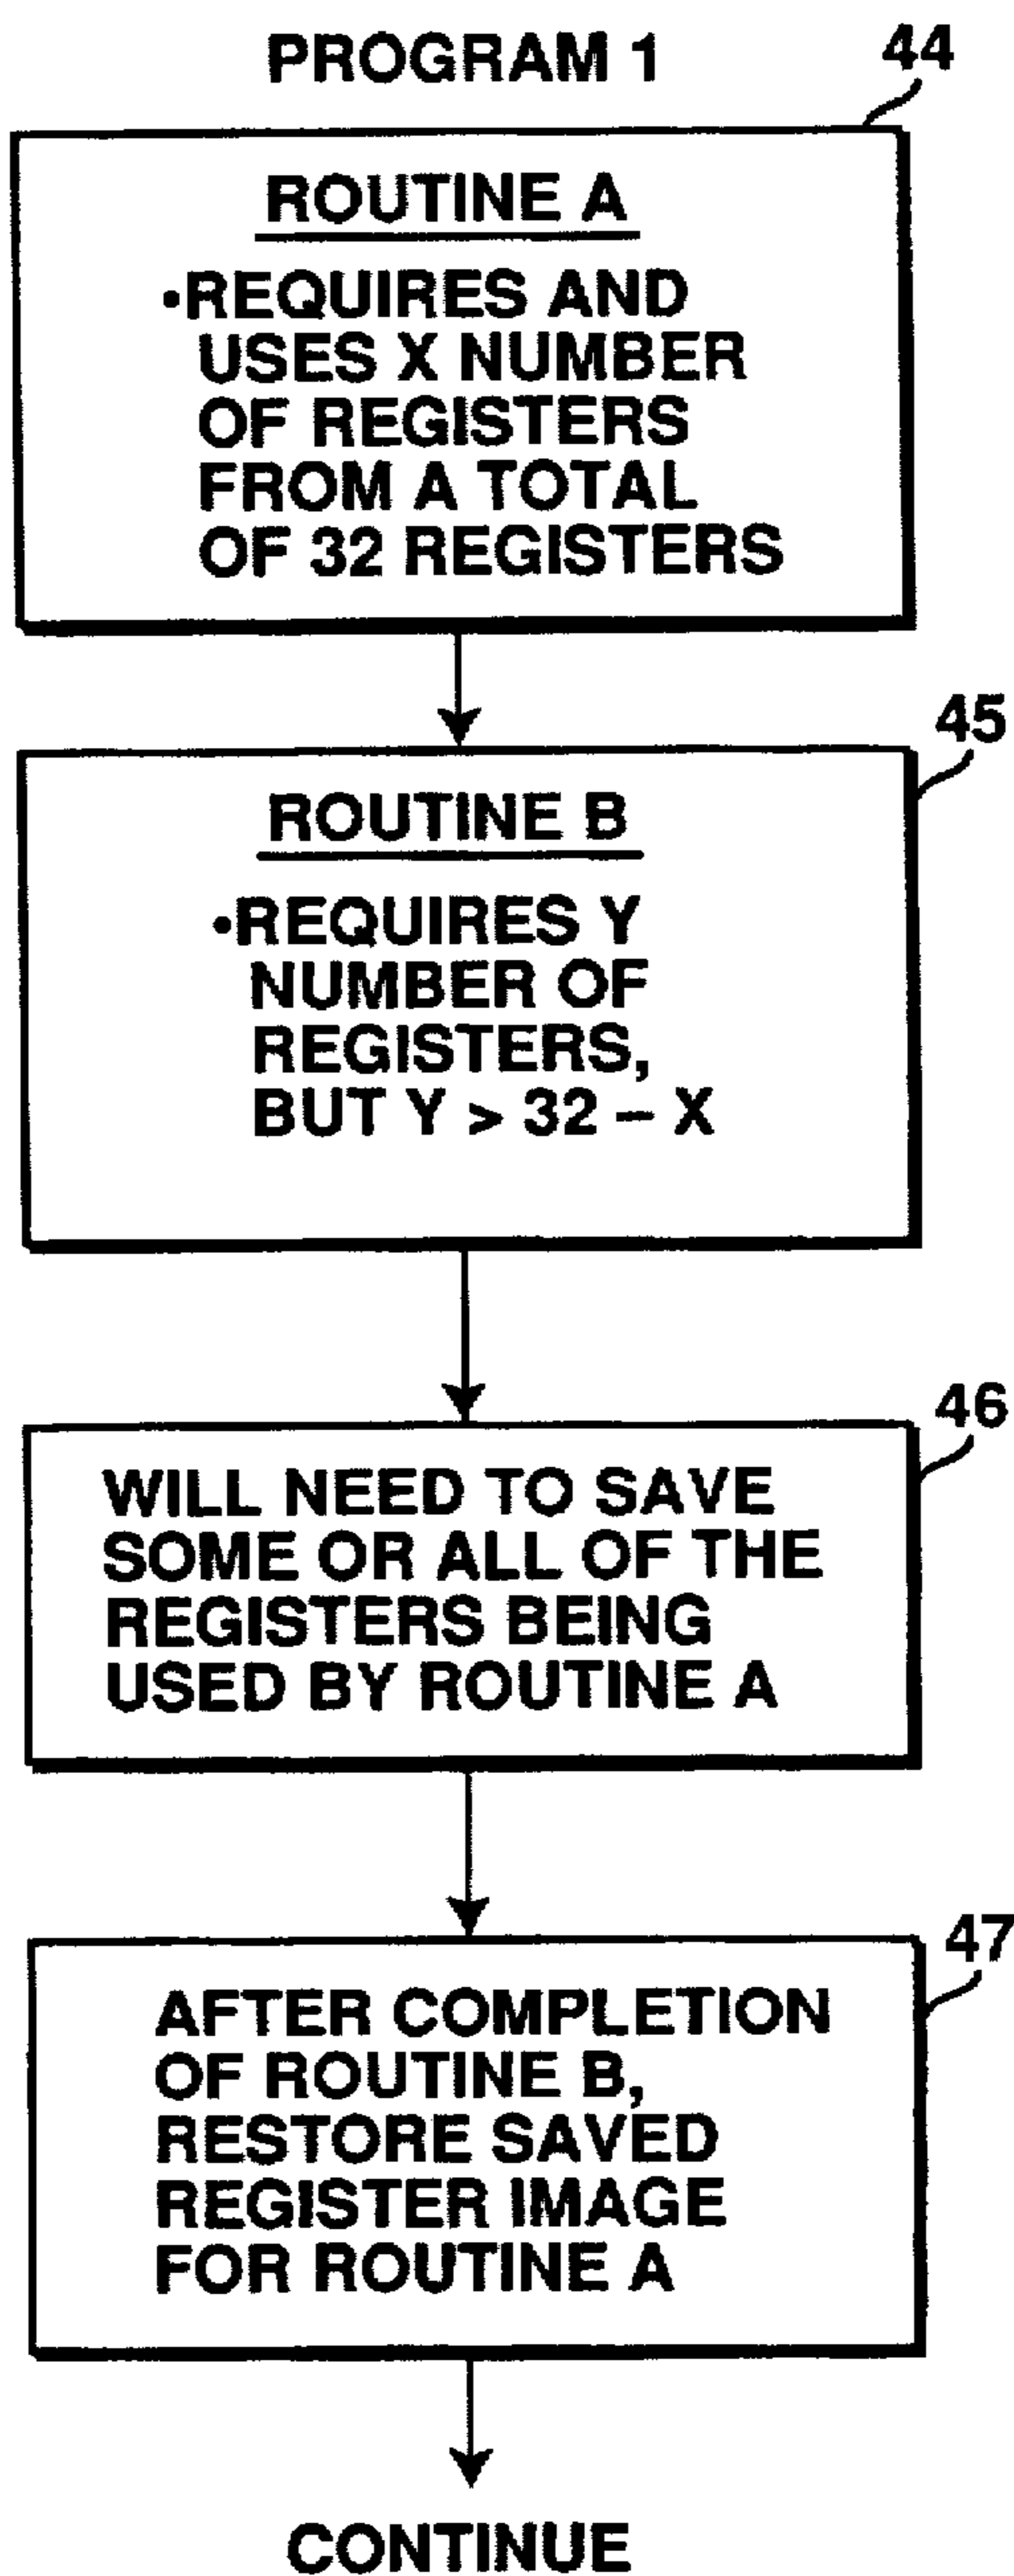 PROGRAM 1
44
ROUTINE A
•REQUIRES AND
USES X NUMBER
OF REGISTERS
FROM A TOTAL
OF 32 REGISTERS
45
ROUTINE B
•REQUIRES Y
NUMBER OF
REGISTERS,
BUT Y > 32 – X
46
WILL NEED TO SAVE
SOME OR ALL OF THE
REGISTERS BEING
USED BY ROUTINE A
47
AFTER COMPLETION
OF ROUTINE B,
RESTORE SAVED
REGISTER IMAGE
FOR ROUTINE A
CONTINUE